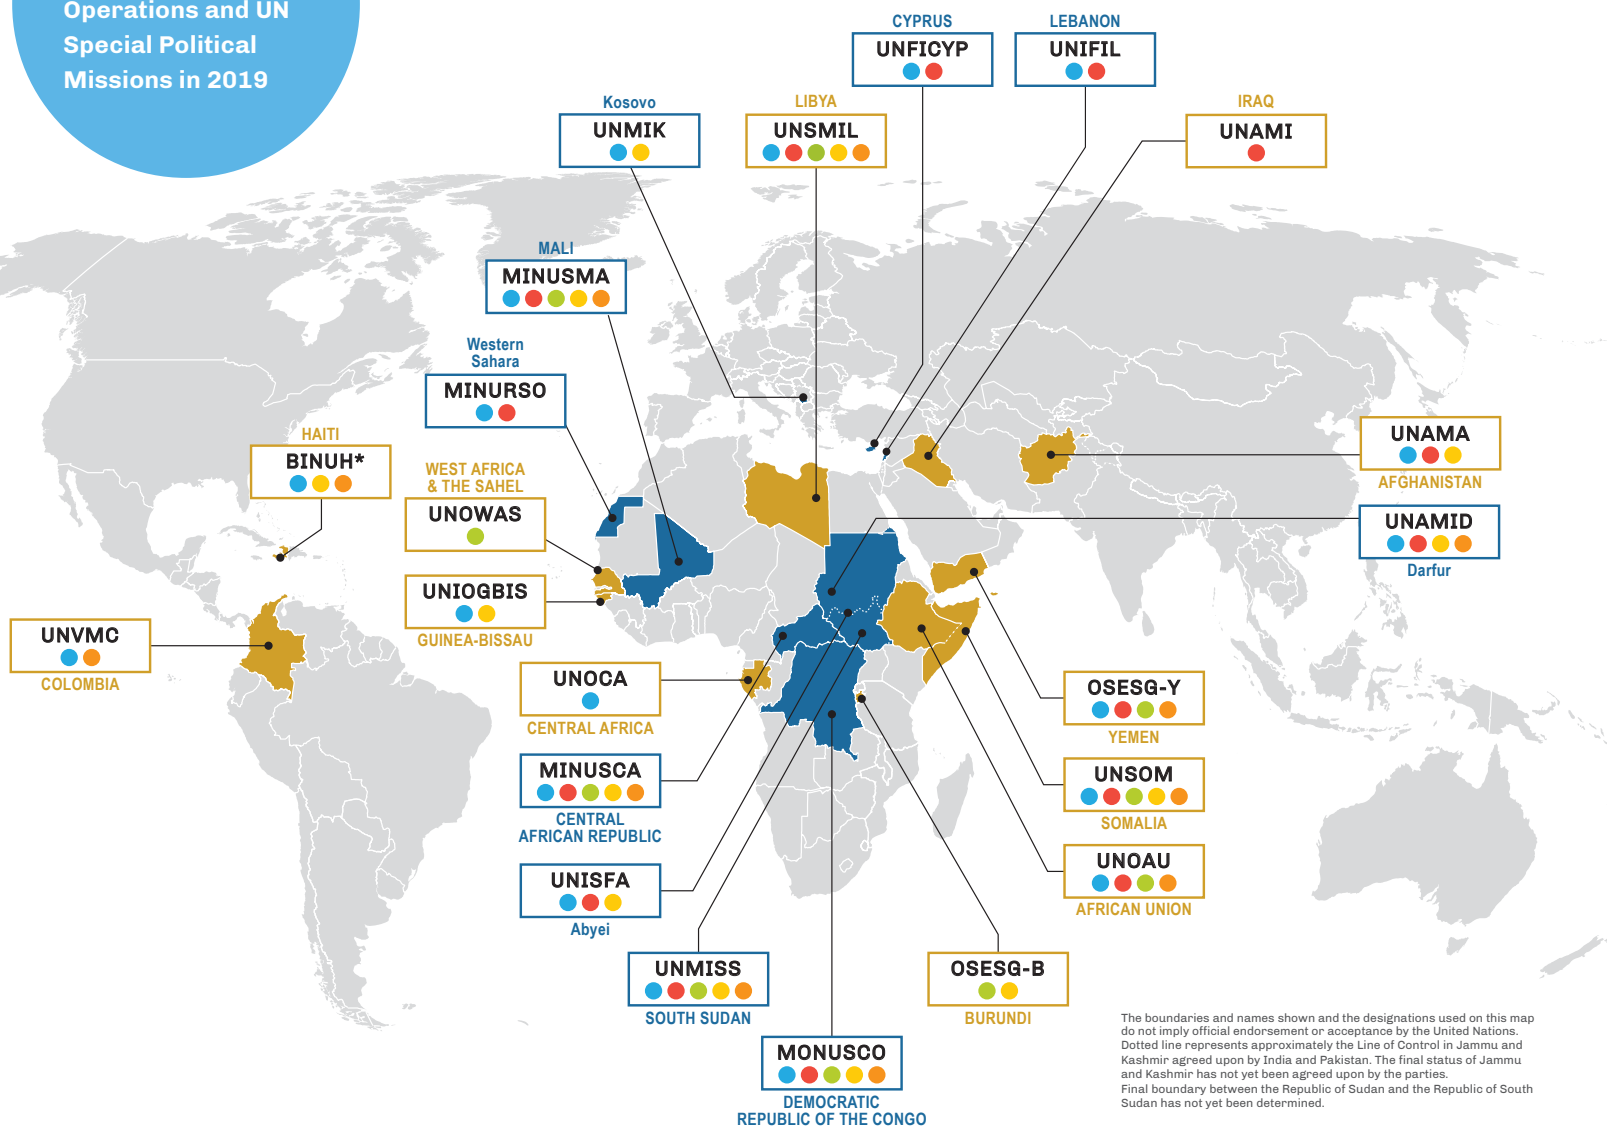 Operations and UN
Special Political
Missions in 2019
CYPRUS
UNFICYP
LEBANON
UNIFIL
Kosovo
UNMIK
LIBYA
UNSMIL
IRAQ
UNAMI
MALI
MINUSMA
Western
Sahara
MINURSO
HAITI
BINUH*
WEST AFRICA
& THE SAHEL
UNOWAS
UNIOGBIS
GUINEA-BISSAU
UNAMA
AFGHANISTAN
UNAMID
Darfur
UNVMC
COLOMBIA
UNOCA
CENTRAL AFRICA
OSESG-Y
YEMEN
MINUSCA
CENTRAL
AFRICAN REPUBLIC
UNSOM
SOMALIA
UNISFA
Abyei
UNOAU
AFRICAN UNION
UNMISS
SOUTH SUDAN
OSESG-B
BURUNDI
MONUSCO
DEMOCRATIC
REPUBLIC OF THE CONGO
The boundaries and names shown and the designations used on this map
do not imply official endorsement or acceptance by the United Nations.
Dotted line represents approximately the Line of Control in Jammu and
Kashmir agreed upon by India and Pakistan. The final status of Jammu
and Kashmir has not yet been agreed upon by the parties.
Final boundary between the Republic of Sudan and the Republic of South
Sudan has not yet been determined.